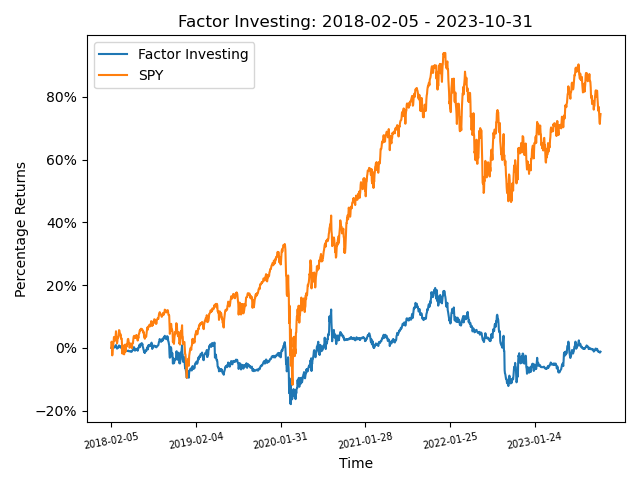 Factor Investing: 2018-02-05 - 2023-10-31
Factor Investing
SPY
Percentage Returns
80%
60%
40%
20%
0%
−20%
2018-02-05
2019-02-04
2020-01-31
2021-01-28
2022-01-25
2023-01-24
Time